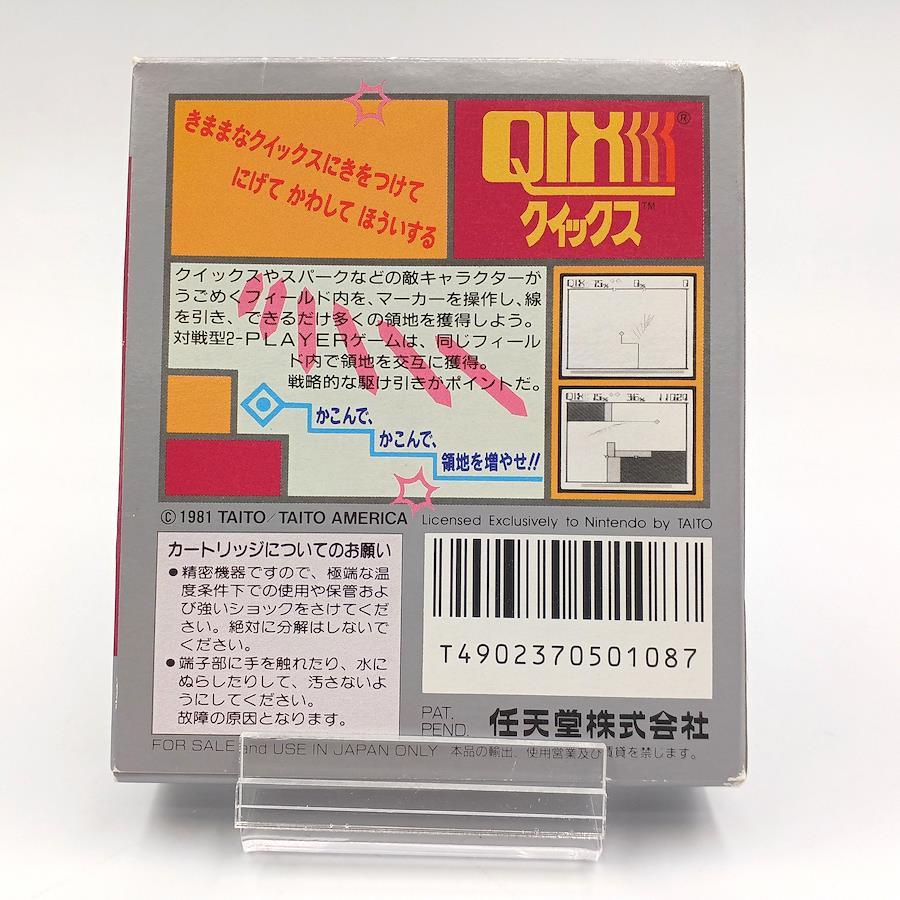 きままなクイックスにきをつけて
にげて かわして ほういする
QIX®
クイックス™
クイックスやスパークなどの敵キャラクターが
うごめくフィールド内を、マーカーを操作し、線
を引き、できるだけ多くの領地を獲得しよう。
対戦型2-PLAYERゲームは、同じフィール
ド内で領地を交互に獲得。
戦略的な駆け引きがポイントだ。
かこんで、
かこんで、
領地を増やせ!!
QIX 75% 0% 0
QIX 75% 36% 11020
© 1981 TAITO/TAITO AMERICA Licensed Exclusively to Nintendo by TAITO
カートリッジについてのお願い
●精密機器ですので、極端な温
度条件下での使用や保管およ
び強いショックをさけてくだ
さい。絶対に分解はしないで
ください。
●端子部に手を触れたり、水に
ぬらしたりして、汚さないよ
うにしてください。
故障の原因となります。
T4902370501087
PAT.
PEND. 任天堂株式会社
FOR SALE and USE IN JAPAN ONLY 本品の輸出、使用営業及び賃貸を禁じます。